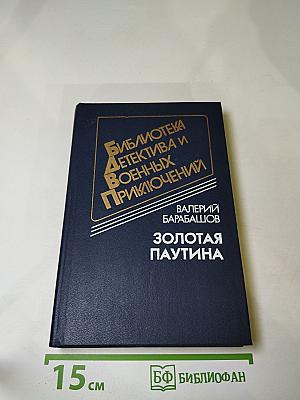 БИБЛИОТЕКА
ДЕТЕКТИВА И
ВОЕННЫХ
ПРИКЛЮЧЕНИЙ
ВАЛЕРИЙ
БАРАБАШОВ
ЗОЛОТАЯ
ПАУТИНА
15 см
БФ БИБЛИОФАН